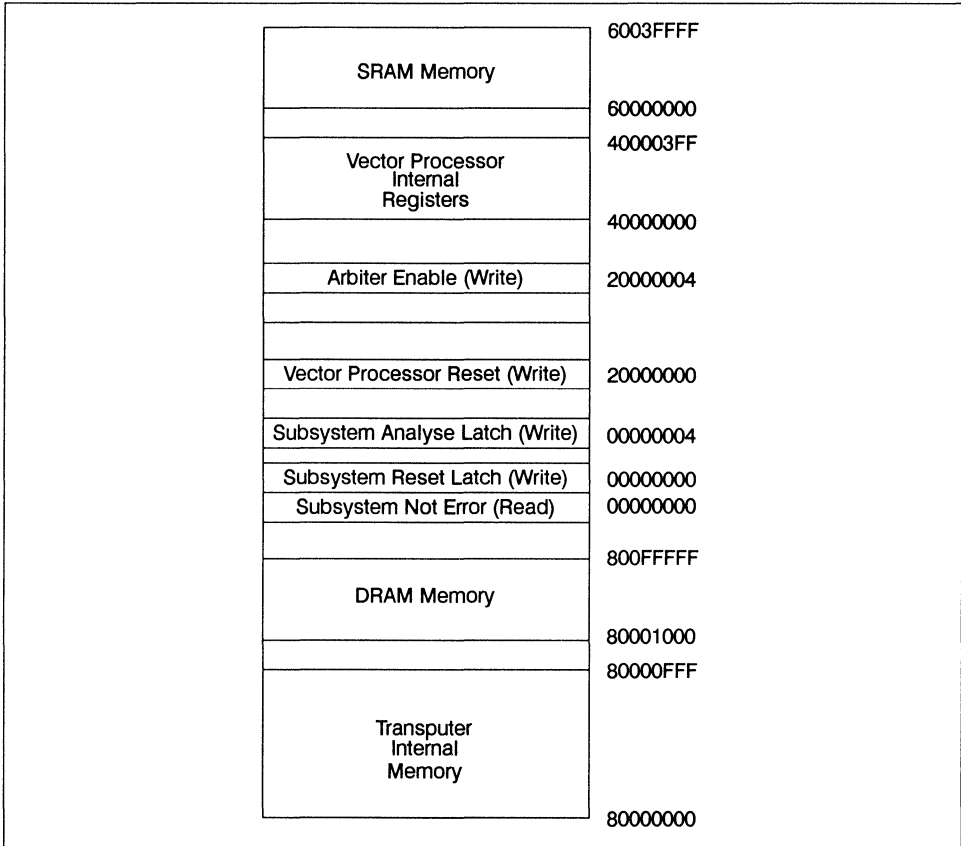 6003FFFF
SRAM Memory
60000000
400003FF
Vector Processor
Internal
Registers
40000000
Arbiter Enable (Write) 20000004
Vector Processor Reset (Write) 20000000
Subsystem Analyse Latch (Write) 00000004
Subsystem Reset Latch (Write) 00000000
Subsystem Not Error (Read) 00000000
800FFFFF
DRAM Memory
80001000
80000FFF
Transputer
Internal
Memory
80000000